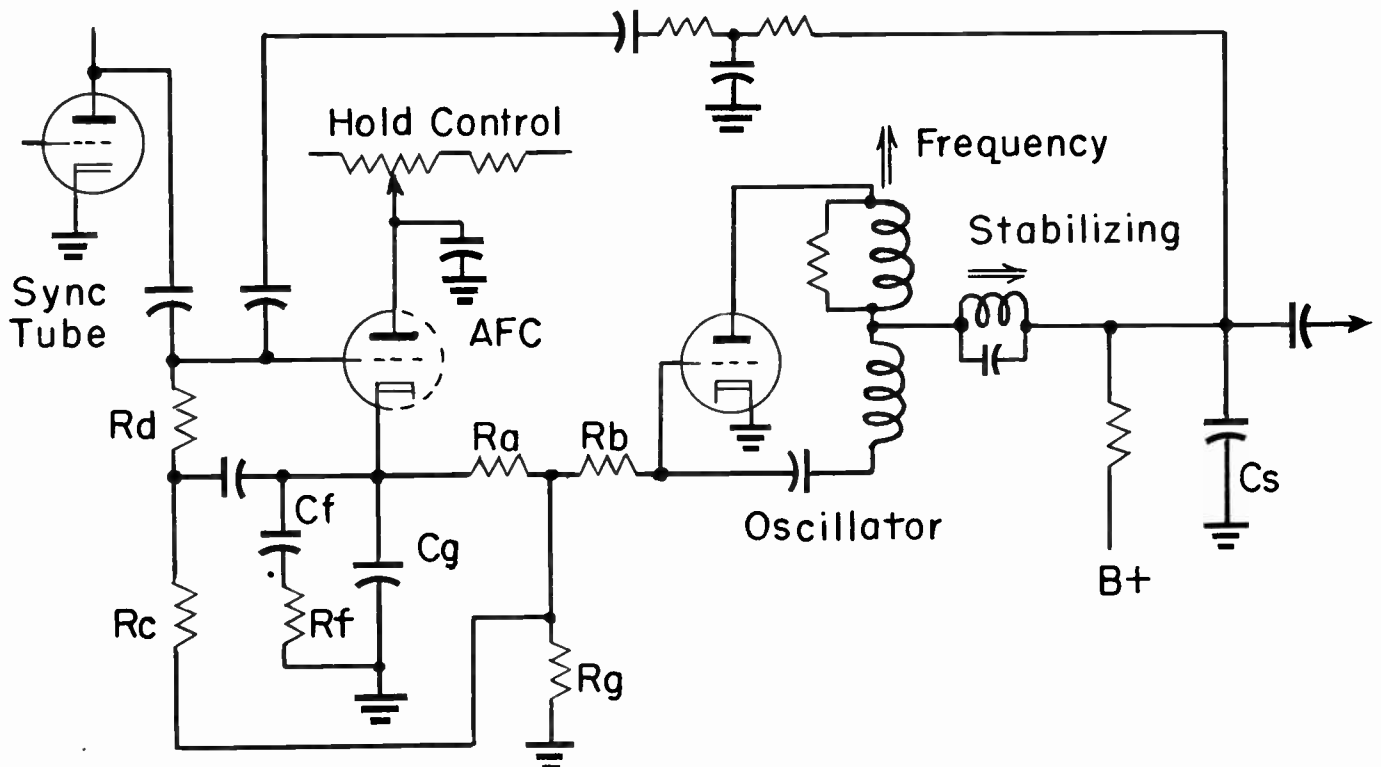 Hold Control
Frequency
Stabilizing
Sync
Tube
AFC
Rd
Ra
Rb
Cf
Cg
Oscillator
Cs
B+
Rc
Rf
Rg